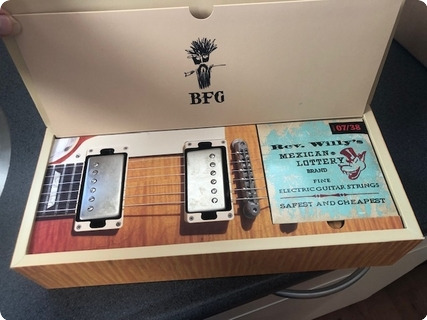 BFG
07/38
Rev. Willy's
MEXICAN
LOTTERY
BRAND
FINE
ELECTRIC GUITAR STRINGS
SAFEST AND CHEAPEST